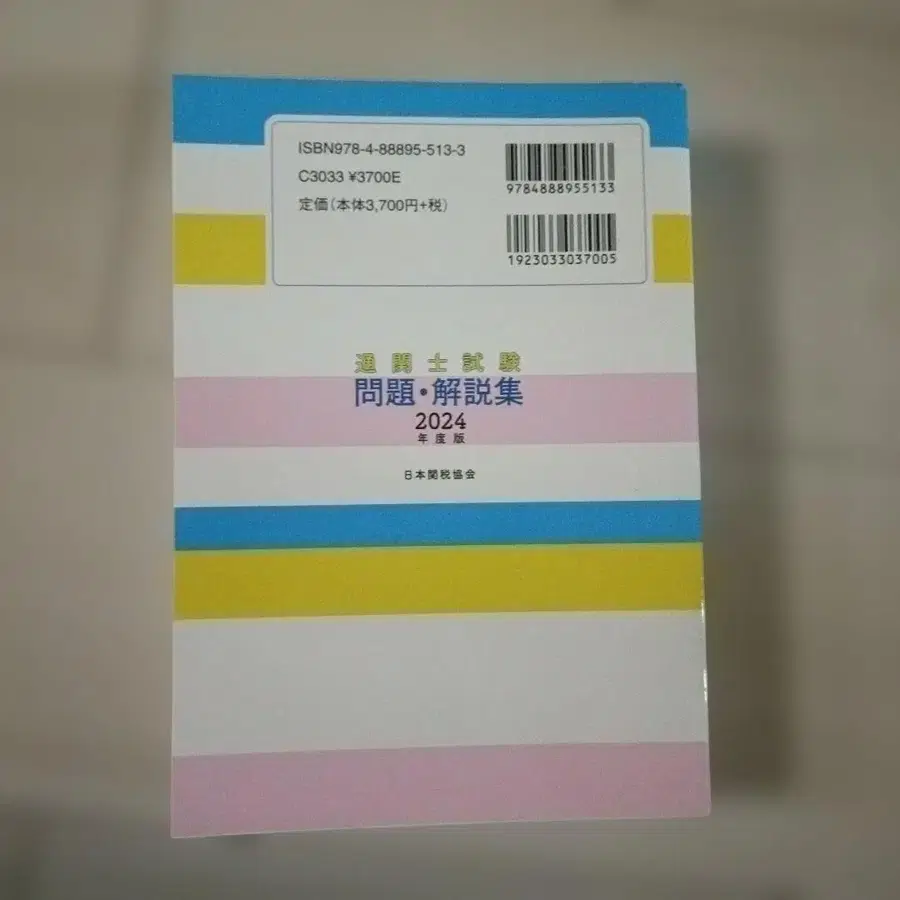 ISBN978-4-88895-513-3
C3033 ¥3700E
定価(本体3,700円+税)
9784888955133
1923033037005
通関士試験
問題・解説集
2024
年度版
日本関税協会